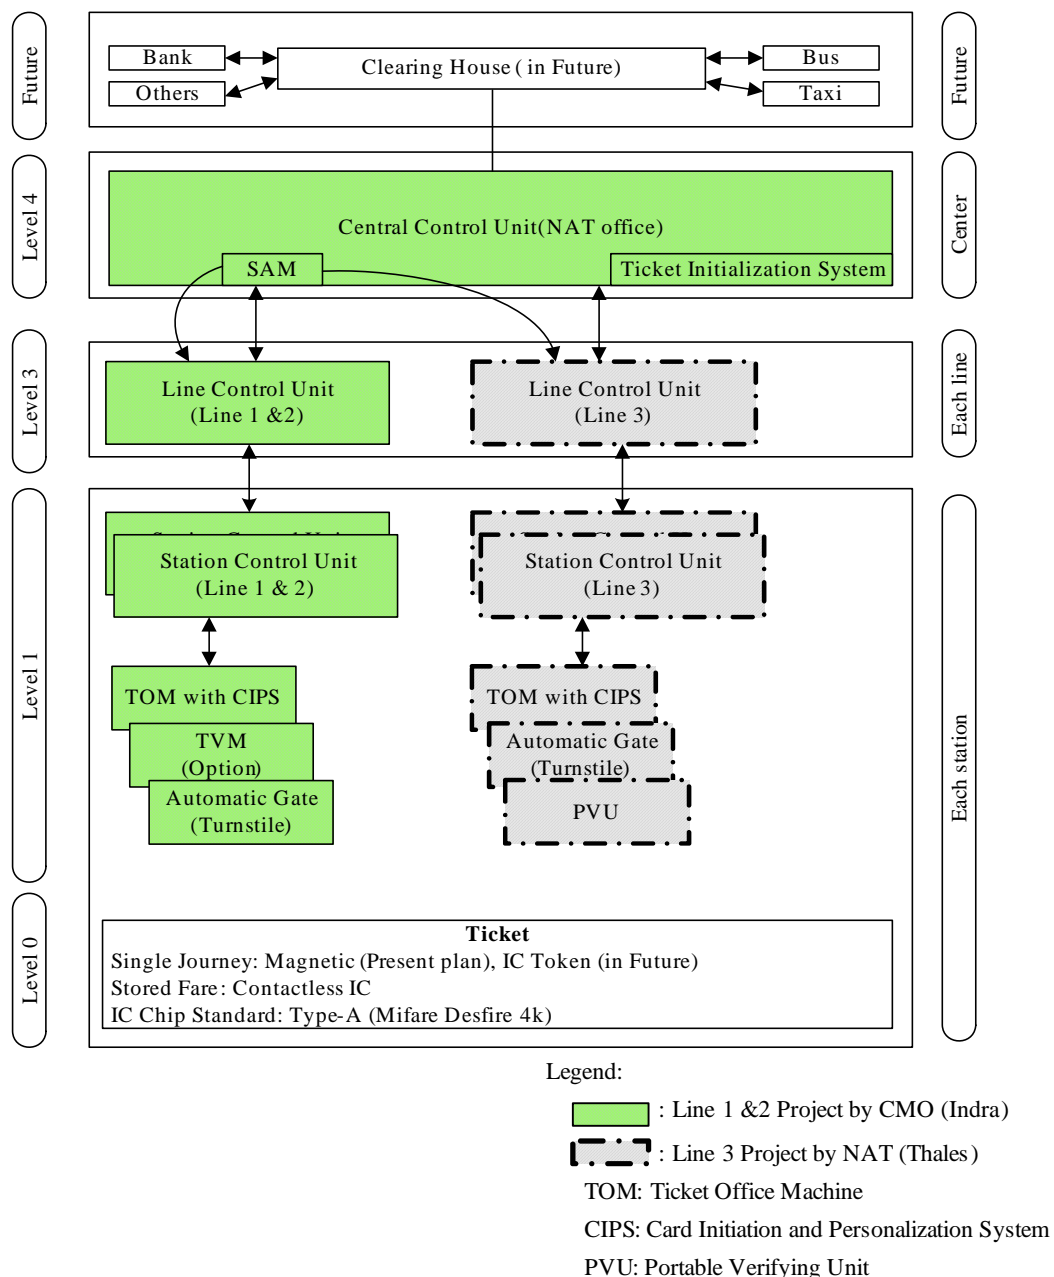 Future
Bank
Others
Clearing House ( in Future)
Bus
Taxi
Future
Level 4
Central Control Unit(NAT office)
SAM
Ticket Initialization System
Center
Level 3
Line Control Unit
(Line 1 &2)
Line Control Unit
(Line 3)
Each line
Level 1
Station Control Unit
(Line 1 & 2)
Station Control Unit
(Line 3)
TOM with CIPS
TVM
(Option)
Automatic Gate
(Turnstile)
TOM with CIPS
Automatic Gate
(Turnstile)
PVU
Each station
Level 0
Ticket
Single Journey: Magnetic (Present plan), IC Token (in Future)
Stored Fare: Contactless IC
IC Chip Standard: Type-A (Mifare Desfire 4k)
Legend:
: Line 1 &2 Project by CMO (Indra)
: Line 3 Project by NAT (Thales)
TOM: Ticket Office Machine
CIPS: Card Initiation and Personalization System
PVU: Portable Verifying Unit